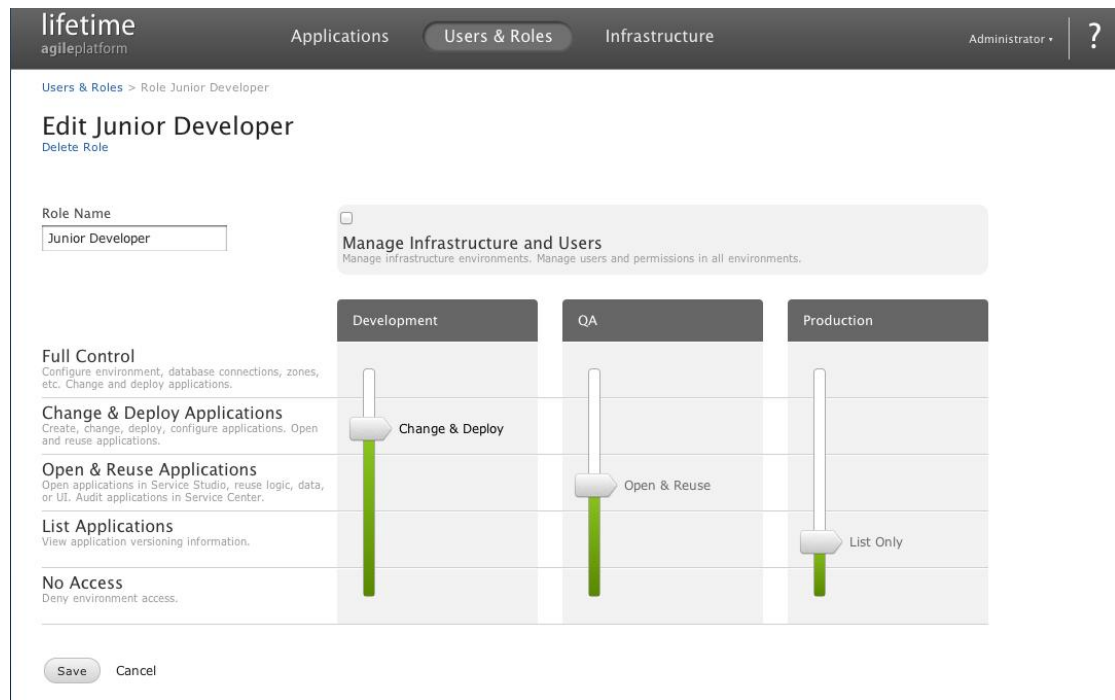 lifetime
agileplatform
Applications
Users & Roles
Infrastructure
Administrator
?
Users & Roles > Role Junior Developer
Edit Junior Developer
Delete Role
Role Name
Junior Developer
Manage Infrastructure and Users
Manage infrastructure environments. Manage users and permissions in all environments.
Development
QA
Production
Full Control
Configure environment, database connections, zones,
etc. Change and deploy applications.
Change & Deploy Applications
Create, change, deploy, configure applications. Open
and reuse applications.
Change & Deploy
Open & Reuse Applications
Open applications in Service Studio, reuse logic, data,
or UI. Audit applications in Service Center.
Open & Reuse
List Applications
View application versioning information.
List Only
No Access
Deny environment access.
Save
Cancel